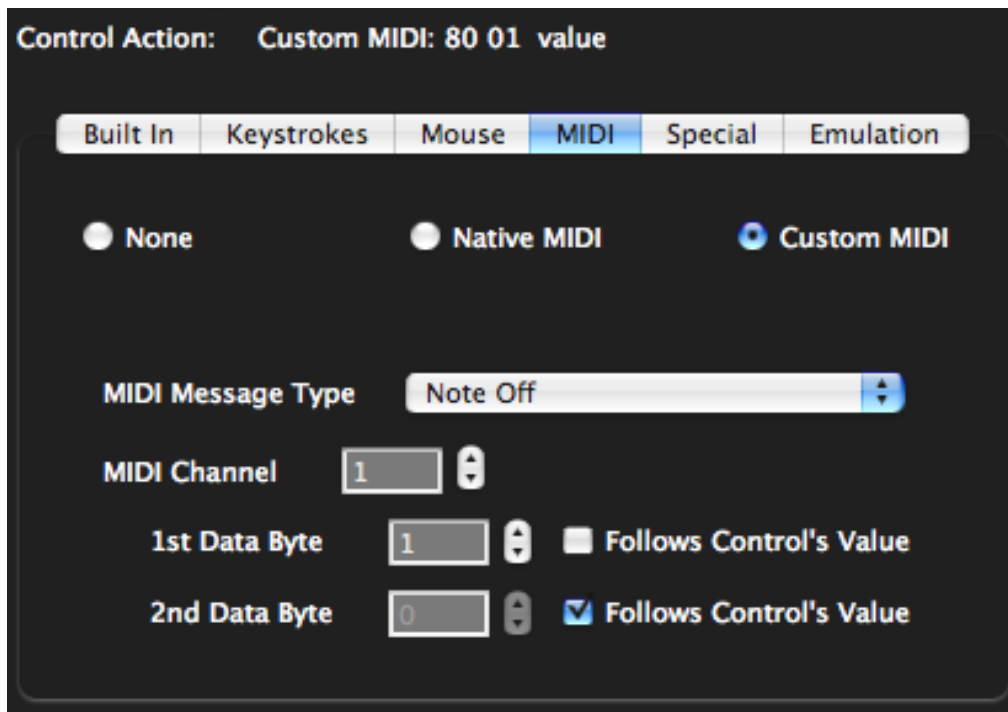 Control Action: Custom MIDI: 80 01 value
Built In Keystrokes Mouse MIDI Special Emulation
None Native MIDI Custom MIDI
MIDI Message Type Note Off
MIDI Channel 1
1st Data Byte 1 Follows Control's Value
2nd Data Byte 0 Follows Control's Value